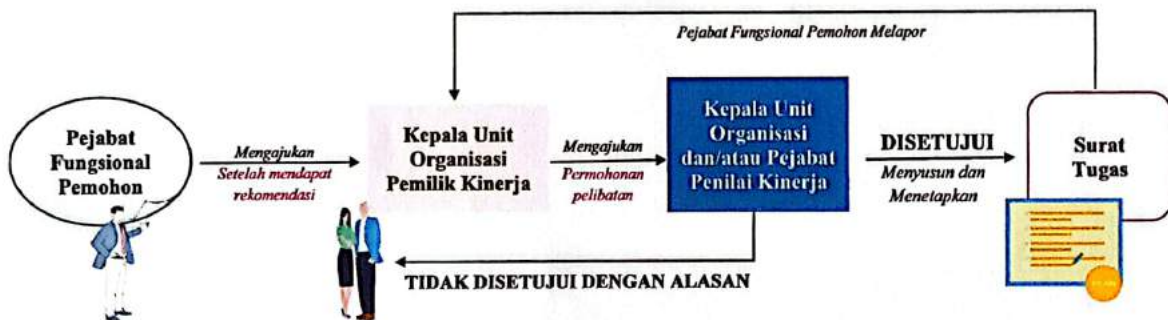 Pejabat Fungsional Pemohon Melapor
Pejabat
Fungsional
Pemohon
Mengajukan
Setelah mendapat
rekomendasi
Kepala Unit
Organisasi
Pemilik Kinerja
Mengajukan
Permohonan
pelibatan
Kepala Unit
Organisasi
dan/atau Pejabat
Penilai Kinerja
DISETUJUI
Menyusun dan
Menetapkan
Surat
Tugas
TIDAK DISETUJUI DENGAN ALASAN